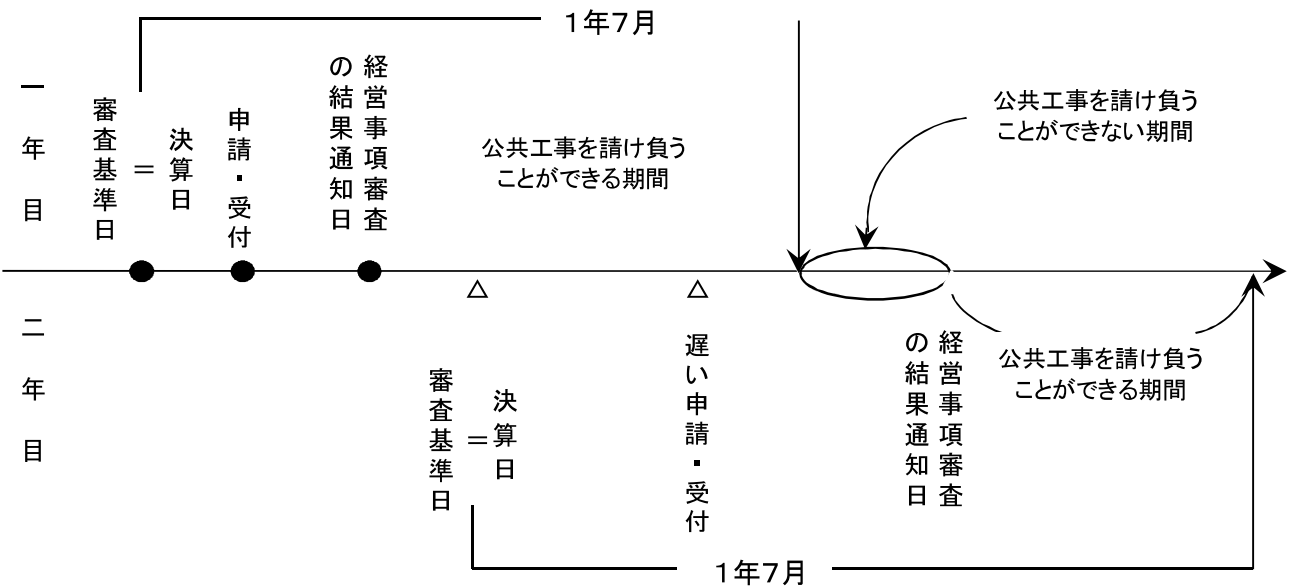 １年７月
一年目
審査基準日
＝
決算日
申請・受付
経営事項審査
の結果通知日
公共工事を請け負う
ことができる期間
公共工事を請け負う
ことができない期間
二年目
審査基準日
＝
決算日
遅い申請・受付
経営事項審査
の結果通知日
公共工事を請け負う
ことができる期間
１年７月